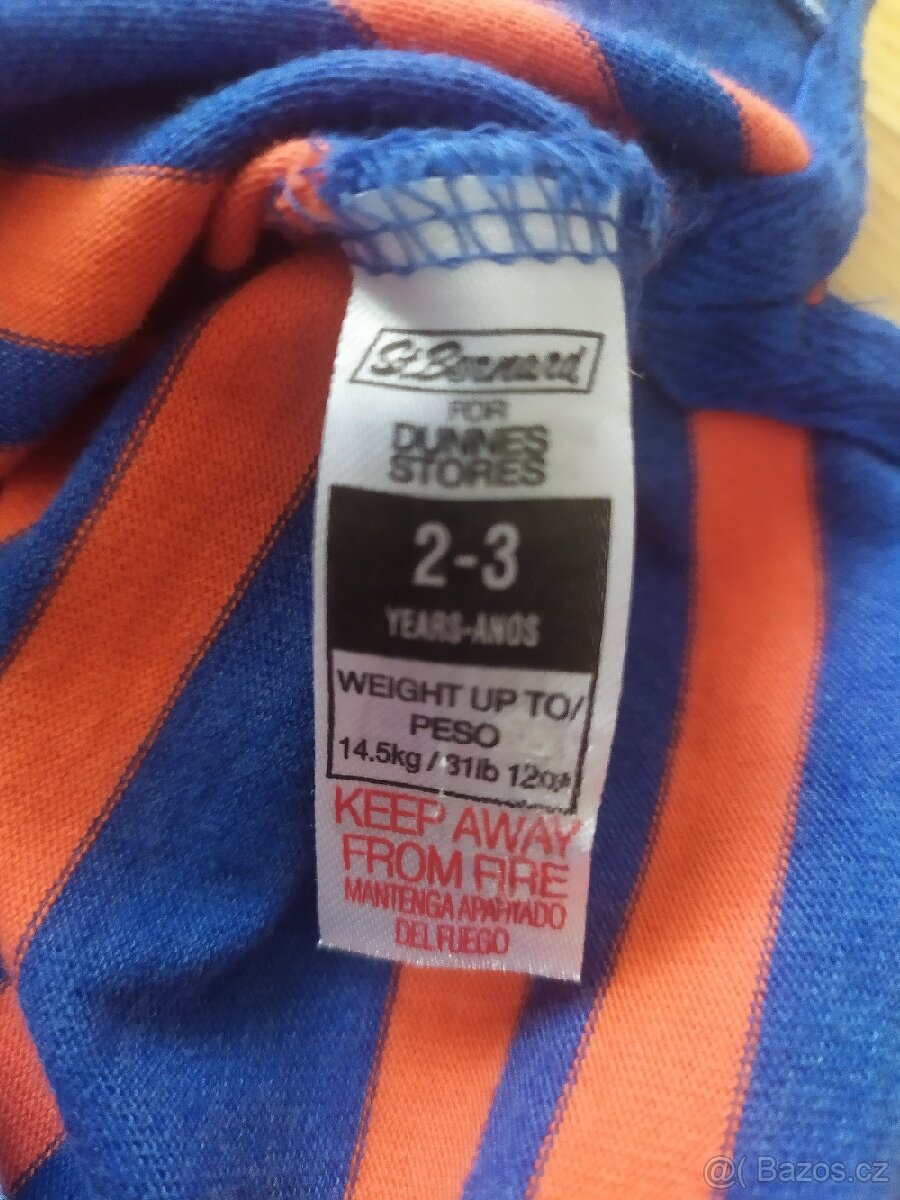 St Bernard
FOR
DUNNES
STORES
2-3
YEARS-ANOS
WEIGHT UP TO/
PESO
14.5kg / 31lb 12oz
KEEP AWAY
FROM FIRE
MANTENGA APARTADO
DEL FUEGO
@( Bazos.cz